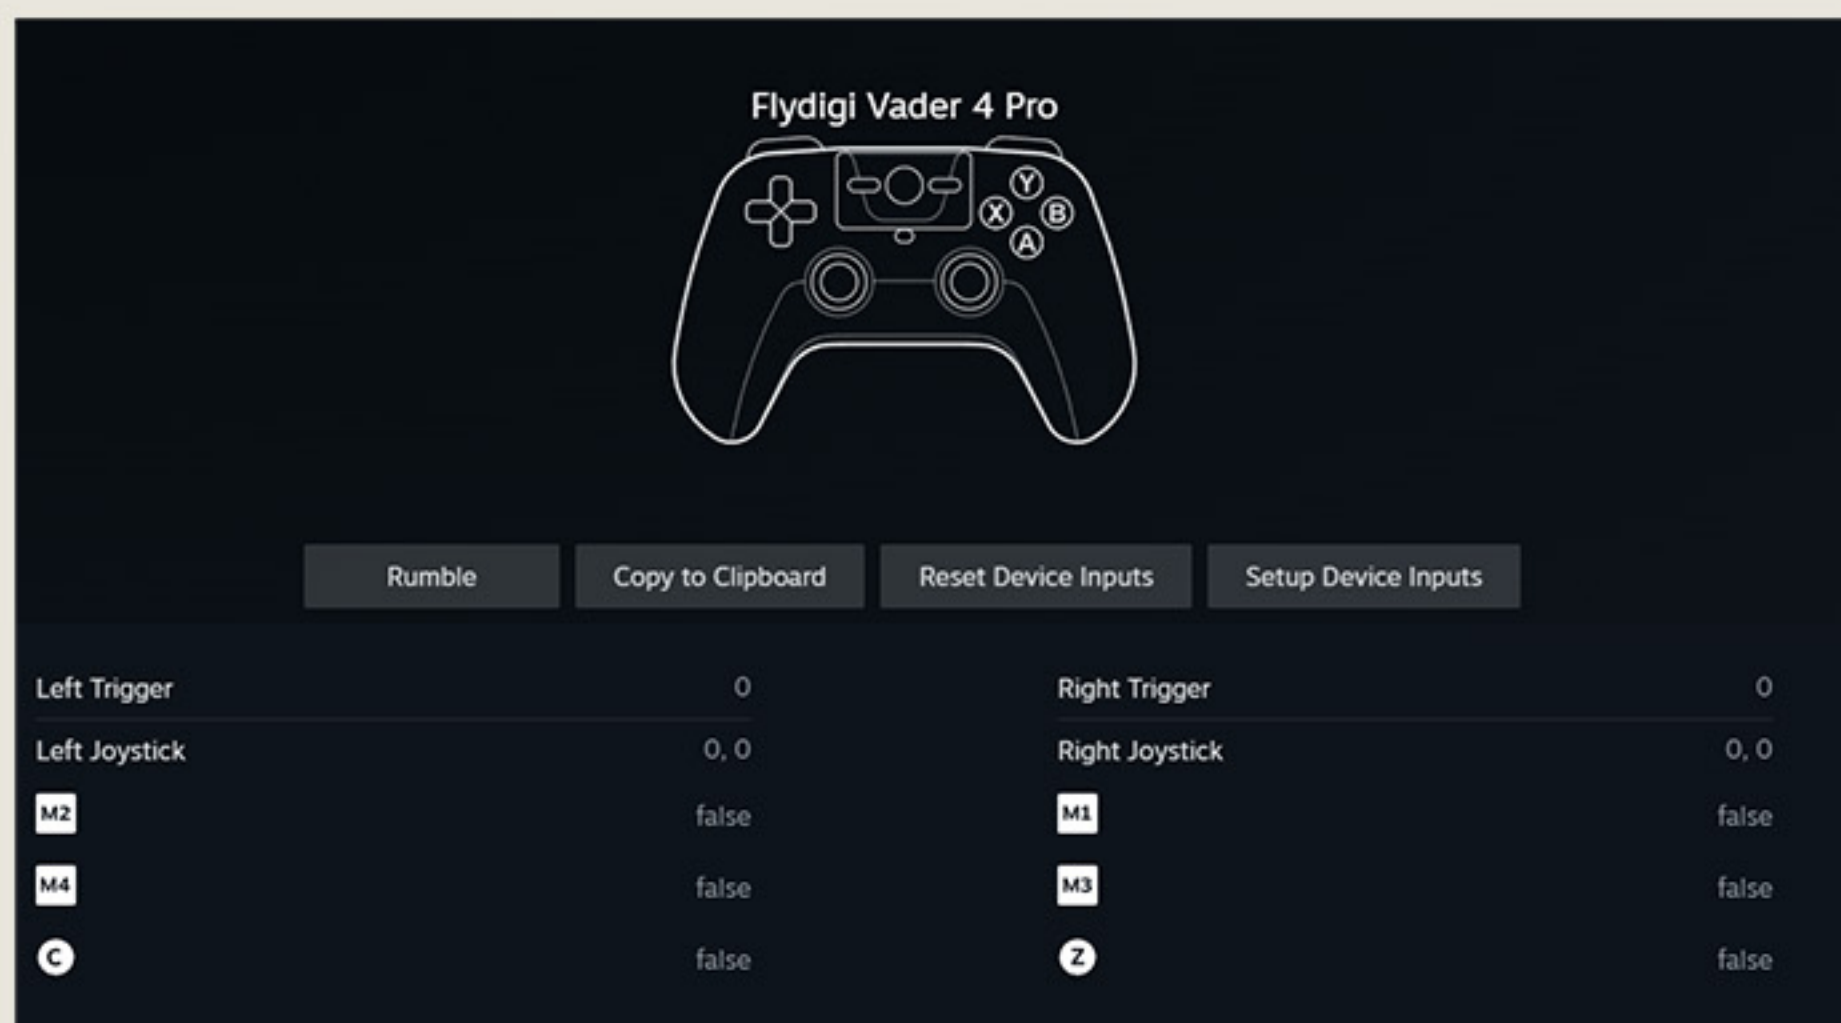 Flydigi Vader 4 Pro
Y
X B
A
Rumble Copy to Clipboard Reset Device Inputs Setup Device Inputs
Left Trigger 0 Right Trigger 0
Left Joystick 0, 0 Right Joystick 0, 0
M2 false M1 false
M4 false M3 false
C false Z false